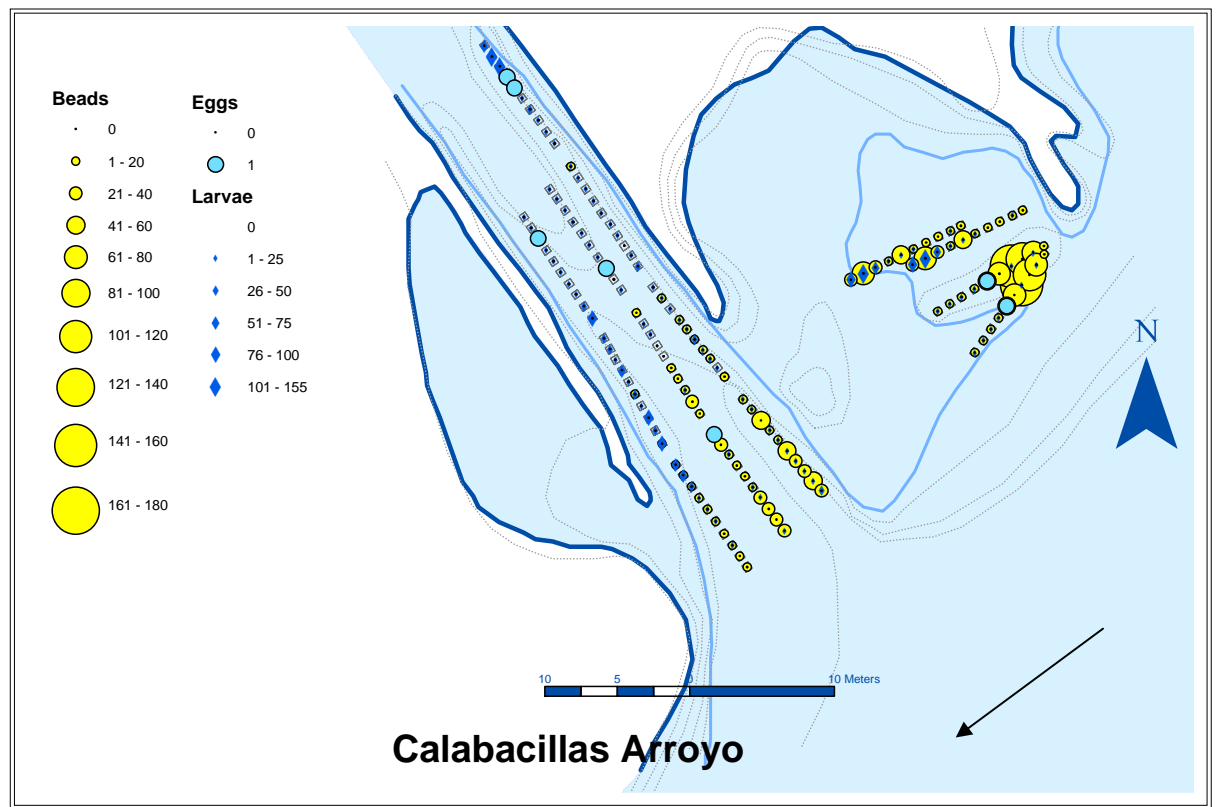 Beads
0
1 - 20
21 - 40
41 - 60
61 - 80
81 - 100
101 - 120
121 - 140
141 - 160
161 - 180
Eggs
0
1
Larvae
0
1 - 25
26 - 50
51 - 75
76 - 100
101 - 155
N
10 5 0 10 Meters
Calabacillas Arroyo